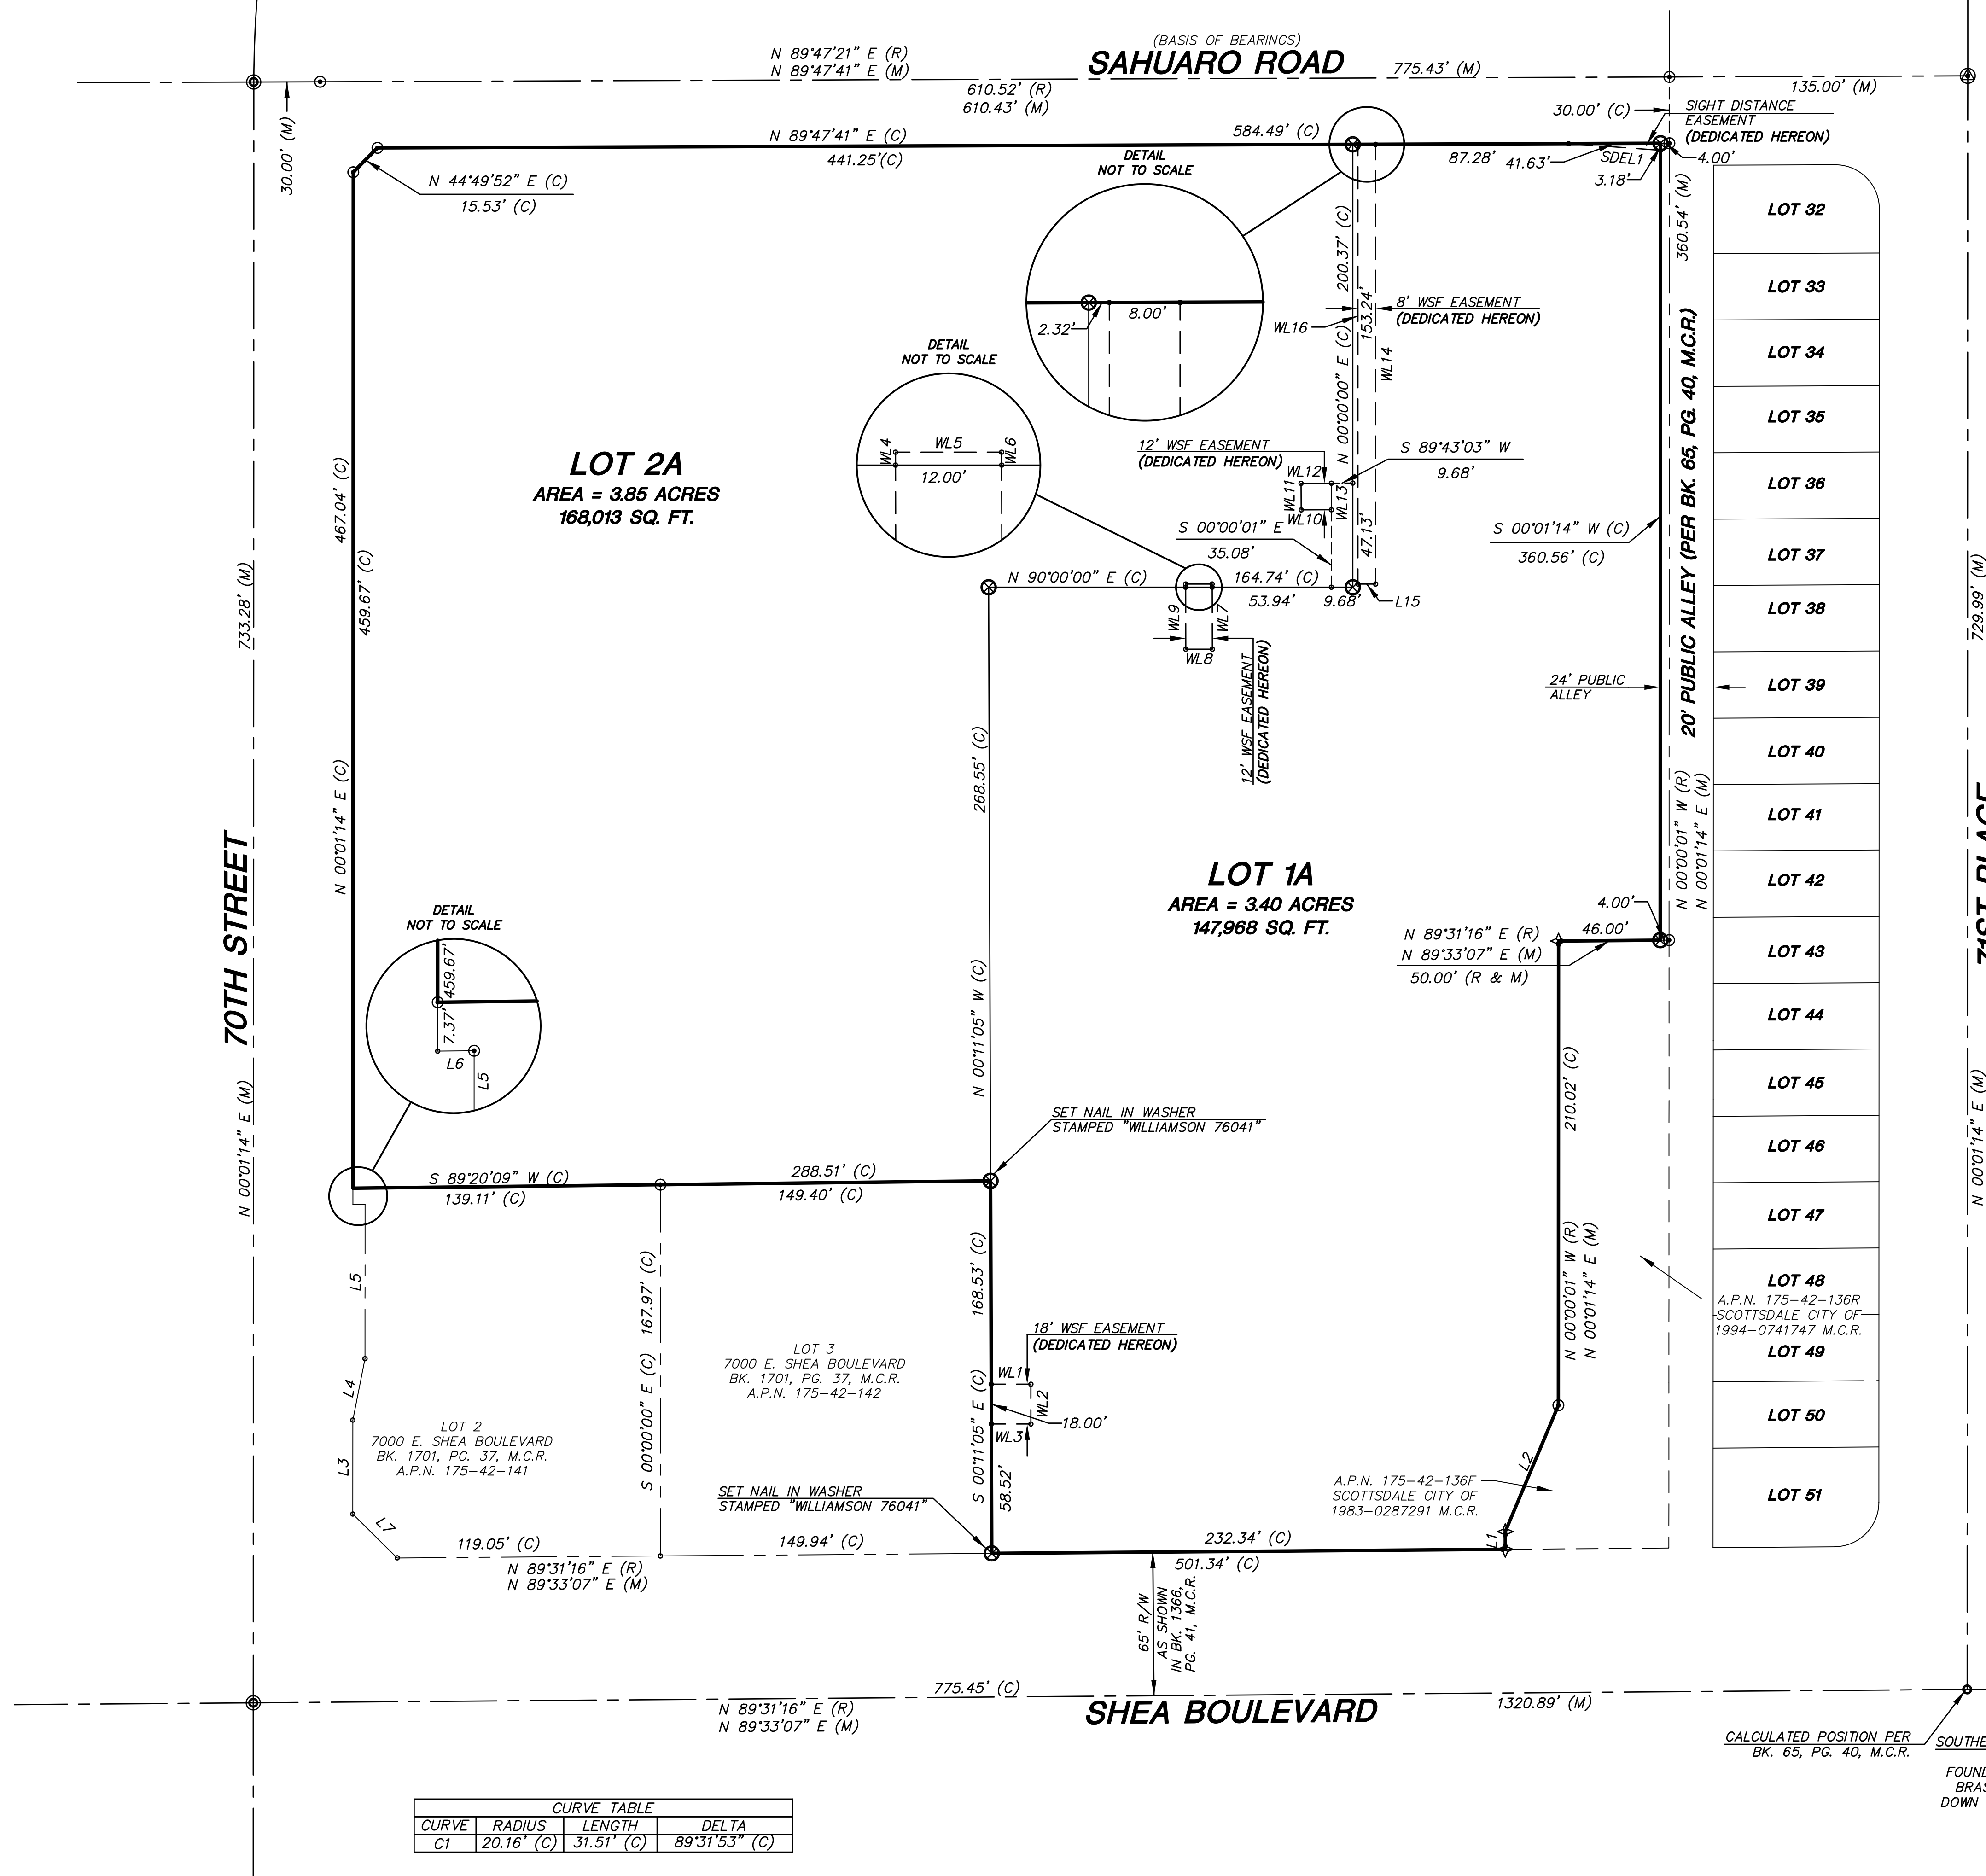 (BASIS OF BEARINGS)
N 89°47'21" E (R)
N 89°47'41" E (M)
SAHUARO ROAD
775.43' (M)
610.52' (R)
610.43' (M)
135.00' (M)
30.00' (M)
30.00' (C)
SIGHT DISTANCE
EASEMENT
(DEDICATED HEREON)
N 89°47'41" E (C)
584.49' (C)
441.25'(C)
87.28'
41.63'
SDEL1
4.00'
3.18'
N 44°49'52" E (C)
15.53' (C)
DETAIL
NOT TO SCALE
2.32'
8.00'
200.37' (C)
N 00°00'00" E (C)
153.24'
WL16
WL14
8' WSF EASEMENT
(DEDICATED HEREON)
360.54' (M)
DETAIL
NOT TO SCALE
WL4
WL5
WL6
12.00'
LOT 2A
AREA = 3.85 ACRES
168,013 SQ. FT.
12' WSF EASEMENT
(DEDICATED HEREON)
WL12
WL11
WL13
WL10
S 89°43'03" W
9.68'
S 00°00'01" E
35.08'
47.13'
S 00°01'14" W (C)
360.56' (C)
20' PUBLIC ALLEY (PER BK. 65, PG. 40, M.C.R.)
467.04' (C)
459.67' (C)
733.28' (M)
N 90°00'00" E (C)
164.74' (C)
53.94'
9.68'
L15
WL9
WL7
WL8
12' WSF EASEMENT
(DEDICATED HEREON)
24' PUBLIC
ALLEY
729.99' (M)
LOT 32
LOT 33
LOT 34
LOT 35
LOT 36
LOT 37
LOT 38
LOT 39
LOT 40
LOT 41
LOT 42
LOT 43
LOT 44
LOT 45
LOT 46
LOT 47
LOT 48
A.P.N. 175-42-136R
SCOTTSDALE CITY OF
1994-0741747 M.C.R.
LOT 49
LOT 50
LOT 51
268.55' (C)
N 00°11'05" W (C)
N 00°01'14" E (C)
70TH STREET
N 00°01'14" E (M)
71ST PLACE
N 00°01'14" E (M)
LOT 1A
AREA = 3.40 ACRES
147,968 SQ. FT.
N 00°00'01" W (R)
N 00°01'14" E (M)
4.00'
46.00'
N 89°31'16" E (R)
N 89°33'07" E (M)
50.00' (R & M)
DETAIL
NOT TO SCALE
459.67'
7.37'
L6
L5
210.02' (C)
N 00°00'01" W (R)
N 00°01'14" E (M)
SET NAIL IN WASHER
STAMPED "WILLIAMSON 76041"
S 89°20'09" W (C)
288.51' (C)
139.11' (C)
149.40' (C)
168.53' (C)
S 00°11'05" E (C)
58.52'
167.97' (C)
S 00°00'00" E (C)
L5
L4
L3
L7
LOT 3
7000 E. SHEA BOULEVARD
BK. 1701, PG. 37, M.C.R.
A.P.N. 175-42-142
LOT 2
7000 E. SHEA BOULEVARD
BK. 1701, PG. 37, M.C.R.
A.P.N. 175-42-141
18' WSF EASEMENT
(DEDICATED HEREON)
WL1
WL2
WL3
18.00'
SET NAIL IN WASHER
STAMPED "WILLIAMSON 76041"
L2
L1
A.P.N. 175-42-136F
SCOTTSDALE CITY OF
1983-0287291 M.C.R.
119.05' (C)
149.94' (C)
232.34' (C)
501.34' (C)
N 89°31'16" E (R)
N 89°33'07" E (M)
65' R/W
AS SHOWN
IN BK. 1366,
PG. 41, M.C.R.
775.45' (C)
N 89°31'16" E (R)
N 89°33'07" E (M)
SHEA BOULEVARD
1320.89' (M)
CALCULATED POSITION PER
BK. 65, PG. 40, M.C.R.
SOUTHE
FOUND
BRAS
DOWN
CURVE TABLE
CURVE RADIUS LENGTH DELTA
C1 20.16' (C) 31.51' (C) 89°31'53" (C)